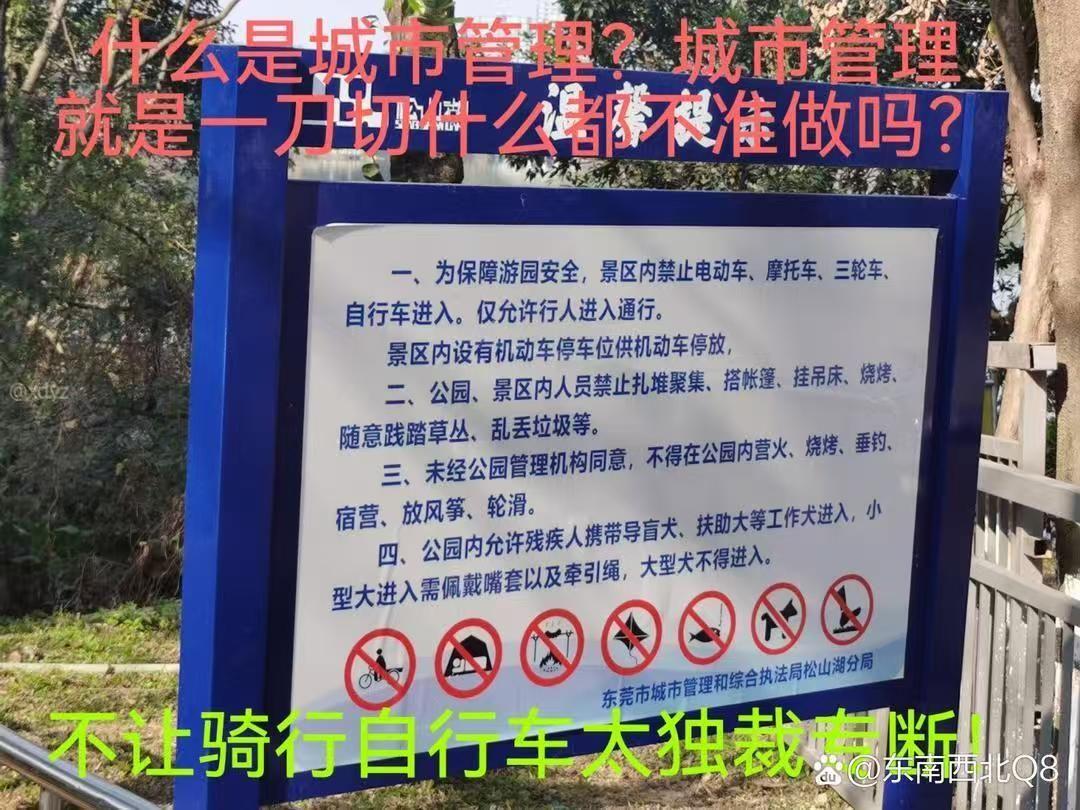 什么是城市管理？城市管理
就是一刀切什么都不准做吗？
温馨提
一、为保障游园安全，景区内禁止电动车、摩托车、三轮车、
自行车进入。仅允许行人进入通行。
景区内设有机动车停车位供机动车停放，
二、公园、景区内人员禁止扎堆聚集、搭帐篷、挂吊床、烧烤、
随意践踏草丛、乱丢垃圾等。
三、未经公园管理机构同意，不得在公园内营火、烧烤、垂钓、
宿营、放风筝、轮滑。
四、公园内允许残疾人携带导盲犬、扶助大等工作犬进入，小
型大进入需佩戴嘴套以及牵引绳，大型犬不得进入。
东莞市城市管理和综合执法局松山湖分局
不让骑行自行车太独裁专断！
@xdyz
Bai du @东南西北Q8